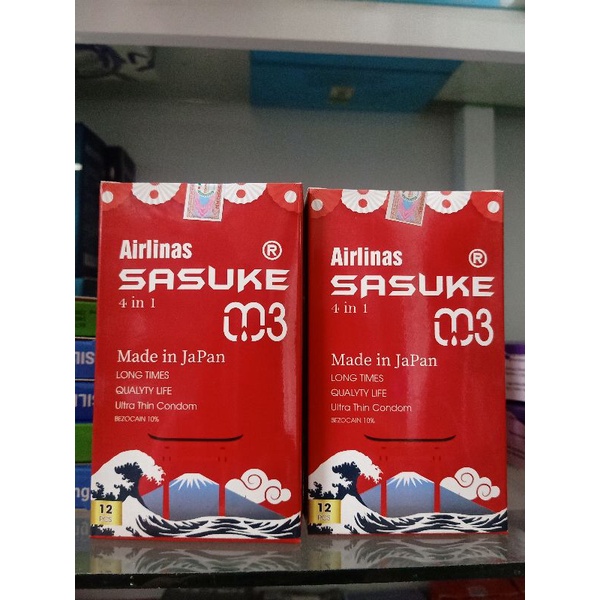 Airlinas ®
SASUKE
4 in 1
003
Made in JaPan
LONG TIMES
QUALYTY LIFE
Ultra Thin Condom
BEZOCAIN 10%
12
PCS
Airlinas ®
SASUKE
4 in 1
003
Made in JaPan
LONG TIMES
QUALYTY LIFE
Ultra Thin Condom
BEZOCAIN 10%
12
PCS